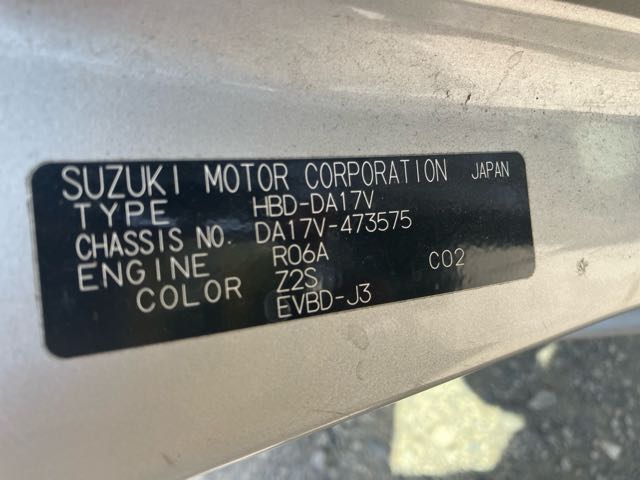 SUZUKI MOTOR CORPORATION JAPAN
TYPE HBD-DA17V
CHASSIS NO. DA17V-473575
ENGINE R06A C02
COLOR Z2S
EVBD-J3